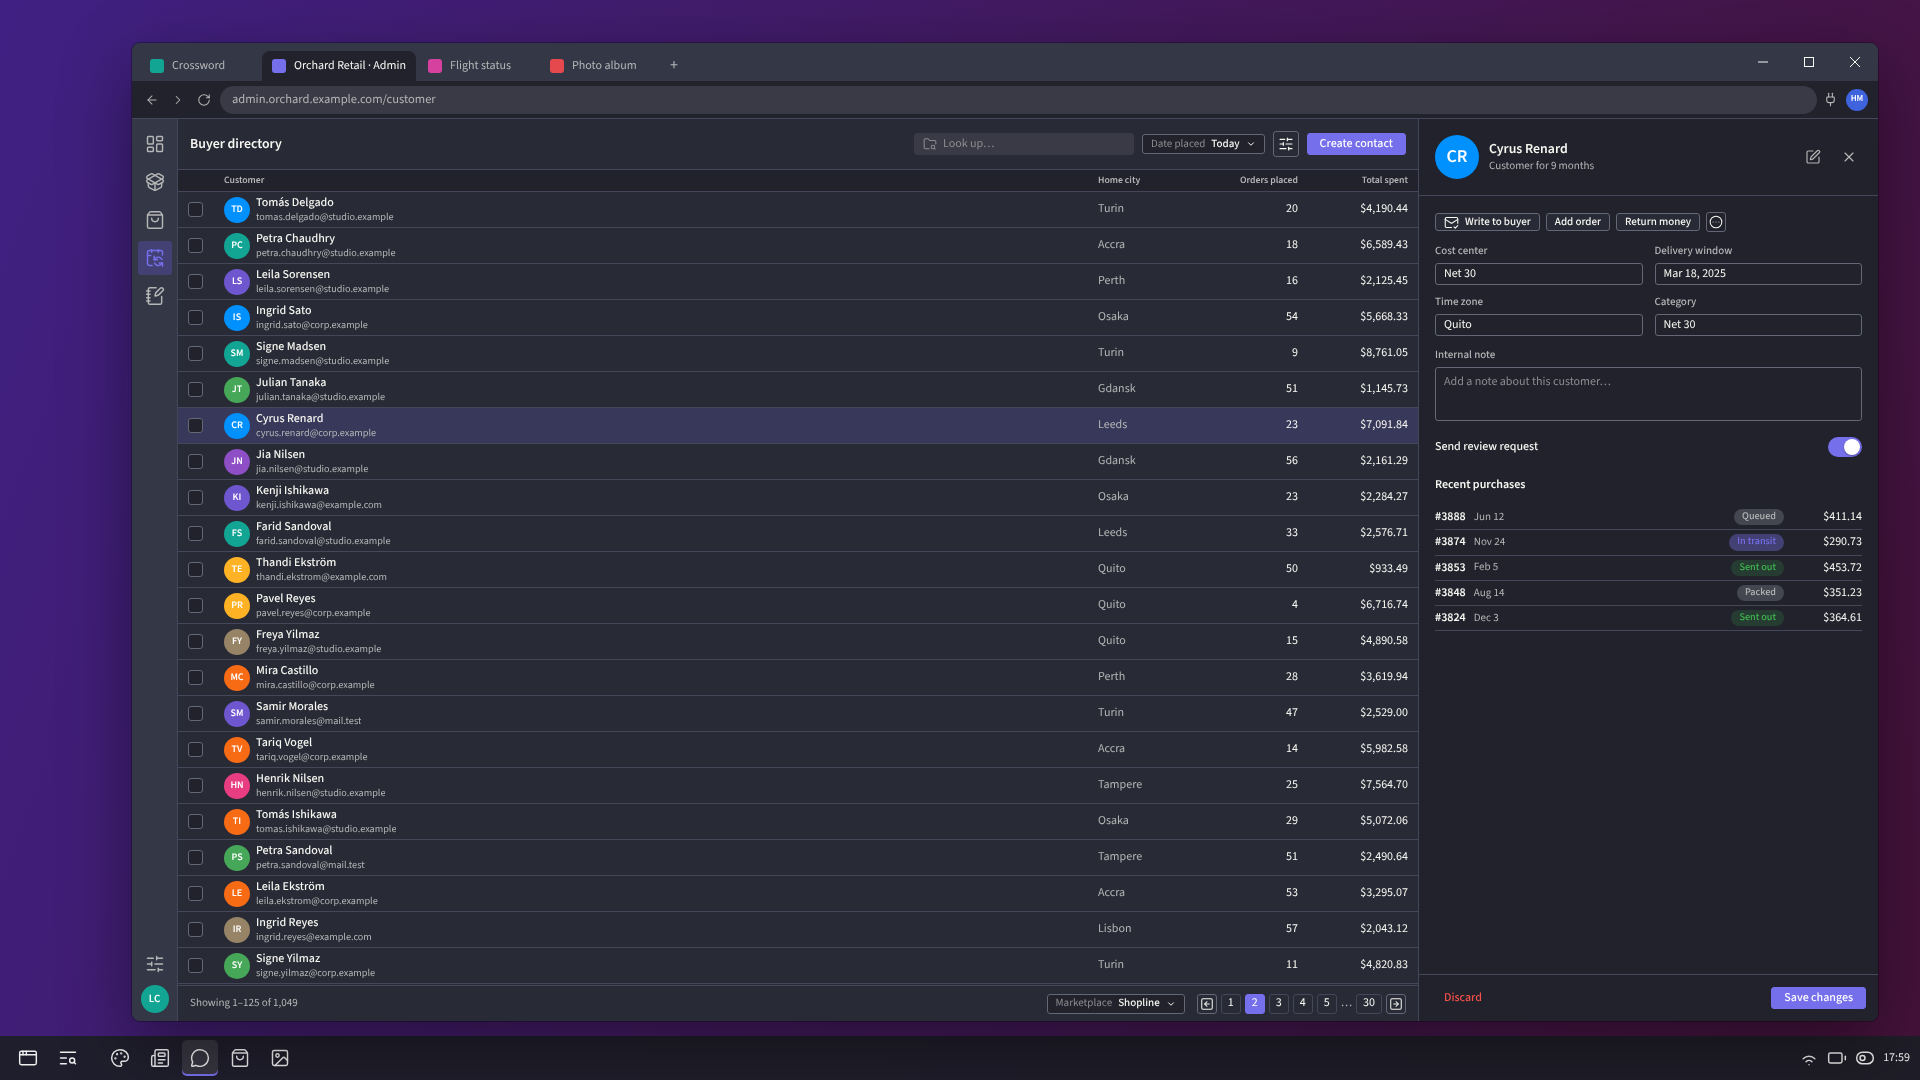 Crossword
Orchard Retail · Admin
Flight status
Photo album
admin.orchard.example.com/customer
HM
Buyer directory
Look up…
Date placed Today
Create contact
Customer Home city Orders placed Total spent
TD Tomás Delgado tomas.delgado@studio.example Turin 20 $4,190.44
PC Petra Chaudhry petra.chaudhry@studio.example Accra 18 $6,589.43
LS Leila Sorensen leila.sorensen@studio.example Perth 16 $2,125.45
IS Ingrid Sato ingrid.sato@corp.example Osaka 54 $5,668.33
SM Signe Madsen signe.madsen@studio.example Turin 9 $8,761.05
JT Julian Tanaka julian.tanaka@studio.example Gdansk 51 $1,145.73
CR Cyrus Renard cyrus.renard@corp.example Leeds 23 $7,091.84
JN Jia Nilsen jia.nilsen@studio.example Gdansk 56 $2,161.29
KI Kenji Ishikawa kenji.ishikawa@example.com Osaka 23 $2,284.27
FS Farid Sandoval farid.sandoval@studio.example Leeds 33 $2,576.71
TE Thandi Ekström thandi.ekstrom@example.com Quito 50 $933.49
PR Pavel Reyes pavel.reyes@corp.example Quito 4 $6,716.74
FY Freya Yilmaz freya.yilmaz@studio.example Quito 15 $4,890.58
MC Mira Castillo mira.castillo@corp.example Perth 28 $3,619.94
SM Samir Morales samir.morales@mail.test Turin 47 $2,529.00
TV Tariq Vogel tariq.vogel@corp.example Accra 14 $5,982.58
HN Henrik Nilsen henrik.nilsen@studio.example Tampere 25 $7,564.70
TI Tomás Ishikawa tomas.ishikawa@studio.example Osaka 29 $5,072.06
PS Petra Sandoval petra.sandoval@mail.test Tampere 51 $2,490.64
LE Leila Ekström leila.ekstrom@corp.example Accra 53 $3,295.07
IR Ingrid Reyes ingrid.reyes@example.com Lisbon 57 $2,043.12
SY Signe Yilmaz signe.yilmaz@corp.example Turin 11 $4,820.83
LC
Showing 1–125 of 1,049
Marketplace Shopline
1 2 3 4 5 … 30
CR
Cyrus Renard
Customer for 9 months
Write to buyer
Add order
Return money
Cost center
Net 30
Delivery window
Mar 18, 2025
Time zone
Quito
Category
Net 30
Internal note
Add a note about this customer…
Send review request
Recent purchases
#3888 Jun 12 Queued $411.14
#3874 Nov 24 In transit $290.73
#3853 Feb 5 Sent out $453.72
#3848 Aug 14 Packed $351.23
#3824 Dec 3 Sent out $364.61
Discard
Save changes
17:59